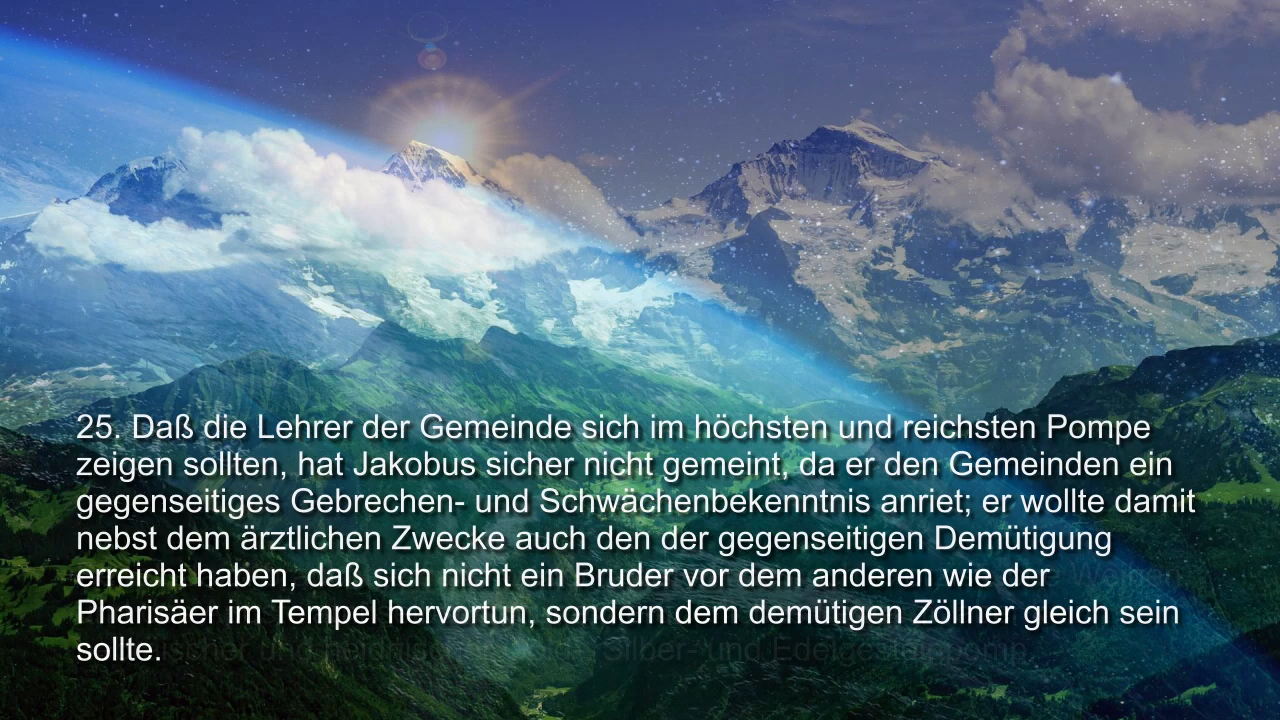 25. Daß die Lehrer der Gemeinde sich im höchsten und reichsten Pompe
zeigen sollten, hat Jakobus sicher nicht gemeint, da er den Gemeinden ein
gegenseitiges Gebrechen- und Schwächenbekenntnis anriet; er wollte damit
nebst dem ärztlichen Zwecke auch den der gegenseitigen Demütigung
erreicht haben, daß sich nicht ein Bruder vor dem anderen wie der
Pharisäer im Tempel hervortun, sondern dem demütigen Zöllner gleich sein
sollte.